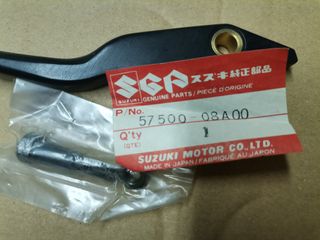 スズキ純正部品
SUZUKI
GENUINE PARTS / PIECE D'ORIGINE
P/No.
57500-08A00
Q'ty
(QTE)
1
SUZUKI MOTOR CO.,LTD.
MADE IN JAPAN / FABRIQUÉ AU JAPON